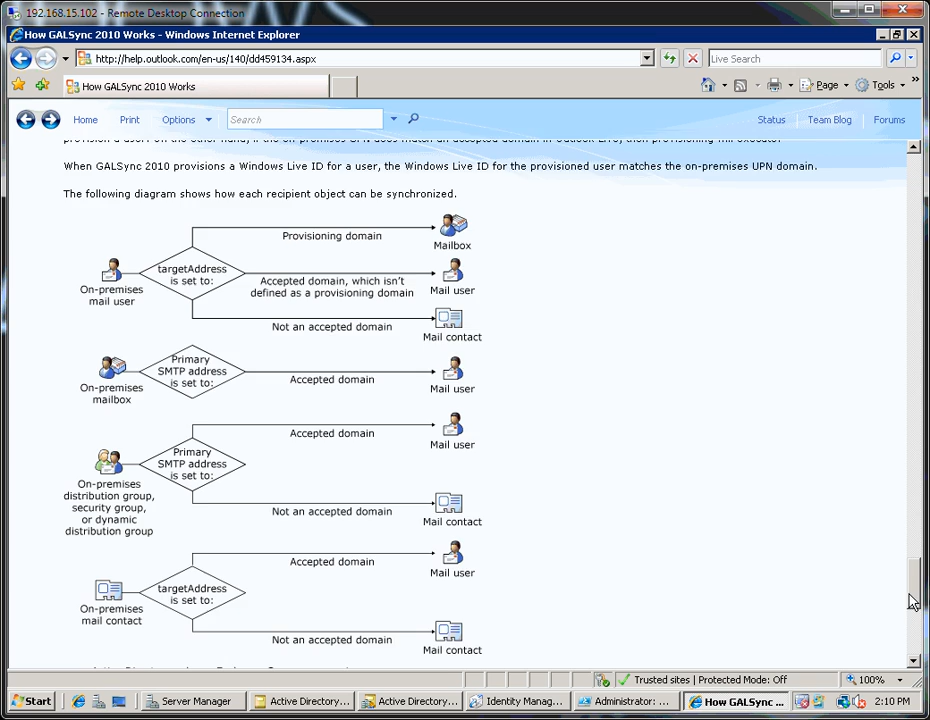 192.168.15.102 - Remote Desktop Connection
How GALSync 2010 Works - Windows Internet Explorer
http://help.outlook.com/en-us/140/dd459134.aspx
Live Search
How GALSync 2010 Works
Page
Tools
Home
Print
Options
Search
Status
Team Blog
Forums
When GALSync 2010 provisions a Windows Live ID for a user, the Windows Live ID for the provisioned user matches the on-premises UPN domain.
The following diagram shows how each recipient object can be synchronized.
On-premises
mail user
targetAddress
is set to:
Provisioning domain
Mailbox
Accepted domain, which isn't
defined as a provisioning domain
Mail user
Not an accepted domain
Mail contact
On-premises
mailbox
Primary
SMTP address
is set to:
Accepted domain
Mail user
On-premises
distribution group,
security group,
or dynamic
distribution group
Primary
SMTP address
is set to:
Accepted domain
Mail user
Not an accepted domain
Mail contact
On-premises
mail contact
targetAddress
is set to:
Accepted domain
Mail user
Not an accepted domain
Mail contact
Trusted sites | Protected Mode: Off
100%
Start
Server Manager
Active Directory...
Active Directory...
Identity Manag...
Administrator: ...
How GALSync ...
2:10 PM